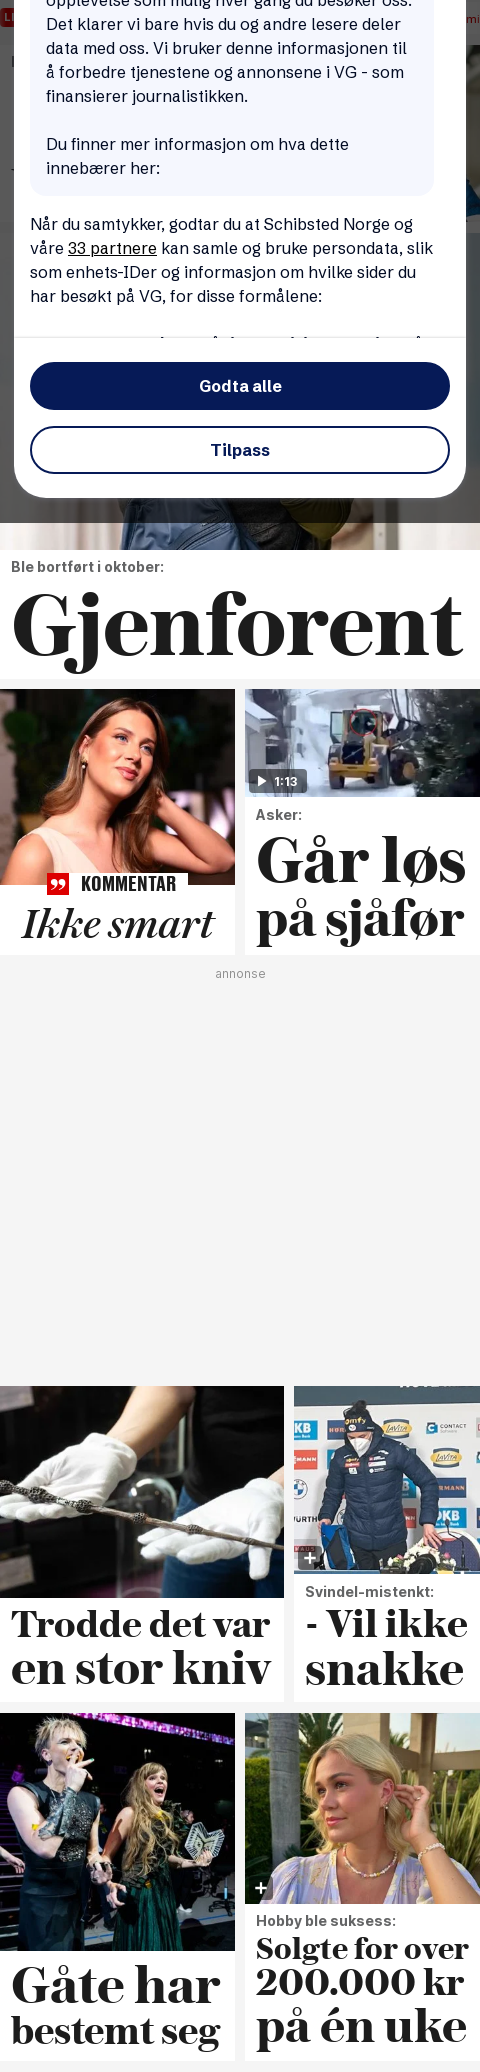 opplevelse som mulig hver gang du besøker oss.
Det klarer vi bare hvis du og andre lesere deler
data med oss. Vi bruker denne informasjonen til
å forbedre tjenestene og annonsene i VG - som
finansierer journalistikken.
Du finner mer informasjon om hva dette
innebærer her:
Når du samtykker, godtar du at Schibsted Norge og
våre 33 partnere kan samle og bruke persondata, slik
som enhets-IDer og informasjon om hvilke sider du
har besøkt på VG, for disse formålene:
Godta alle
Tilpass
Ble bortført i oktober:
Gjenforent
KOMMENTAR
Ikke smart
1:13
Asker:
Går løs
på sjåfør
annonse
Trodde det var
en stor kniv
LAVITA
CONTACT
LAVITA
Svindel-mistenkt:
- Vil ikke
snakke
Gåte har
bestemt seg
Hobby ble suksess:
Solgte for over
200.000 kr
på én uke